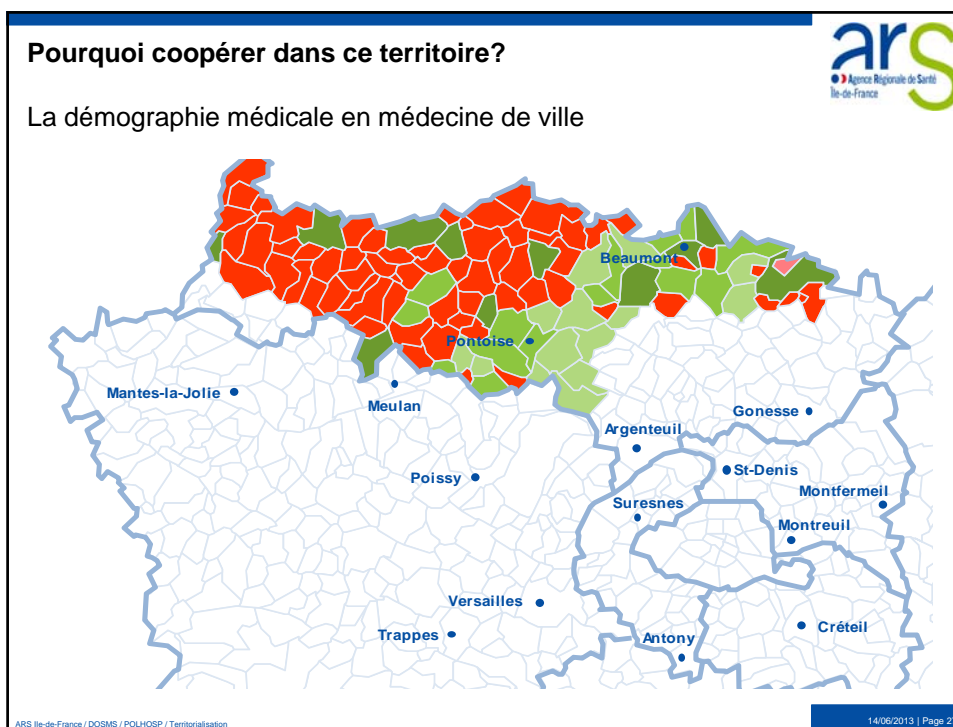 Pourquoi coopérer dans ce territoire?
ars
Agence Régionale de Santé
Île-de-France
La démographie médicale en médecine de ville
Beaumont
Pontoise
Mantes-la-Jolie
Meulan
Gonesse
Argenteuil
St-Denis
Poissy
Montfermeil
Suresnes
Montreuil
Versailles
Créteil
Trappes
Antony
ARS Ile-de-France / DOSMS / POLHOSP / Territorialisation
14/06/2013 | Page 27